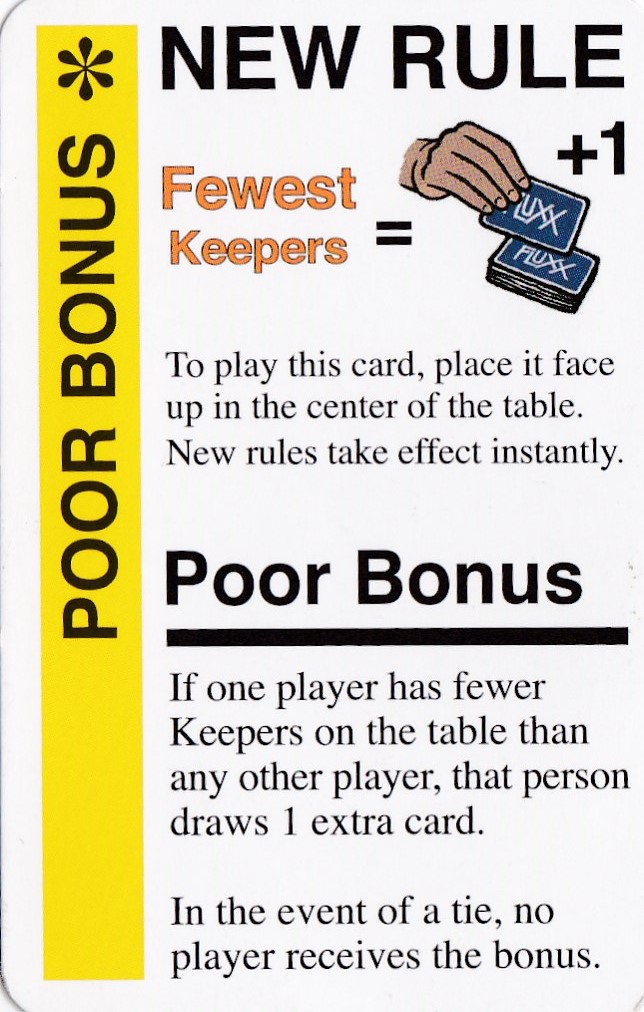 POOR BONUS *
NEW RULE
Fewest
Keepers
=
+1
FLUXX
To play this card, place it face
up in the center of the table.
New rules take effect instantly.
Poor Bonus
If one player has fewer
Keepers on the table than
any other player, that person
draws 1 extra card.
In the event of a tie, no
player receives the bonus.